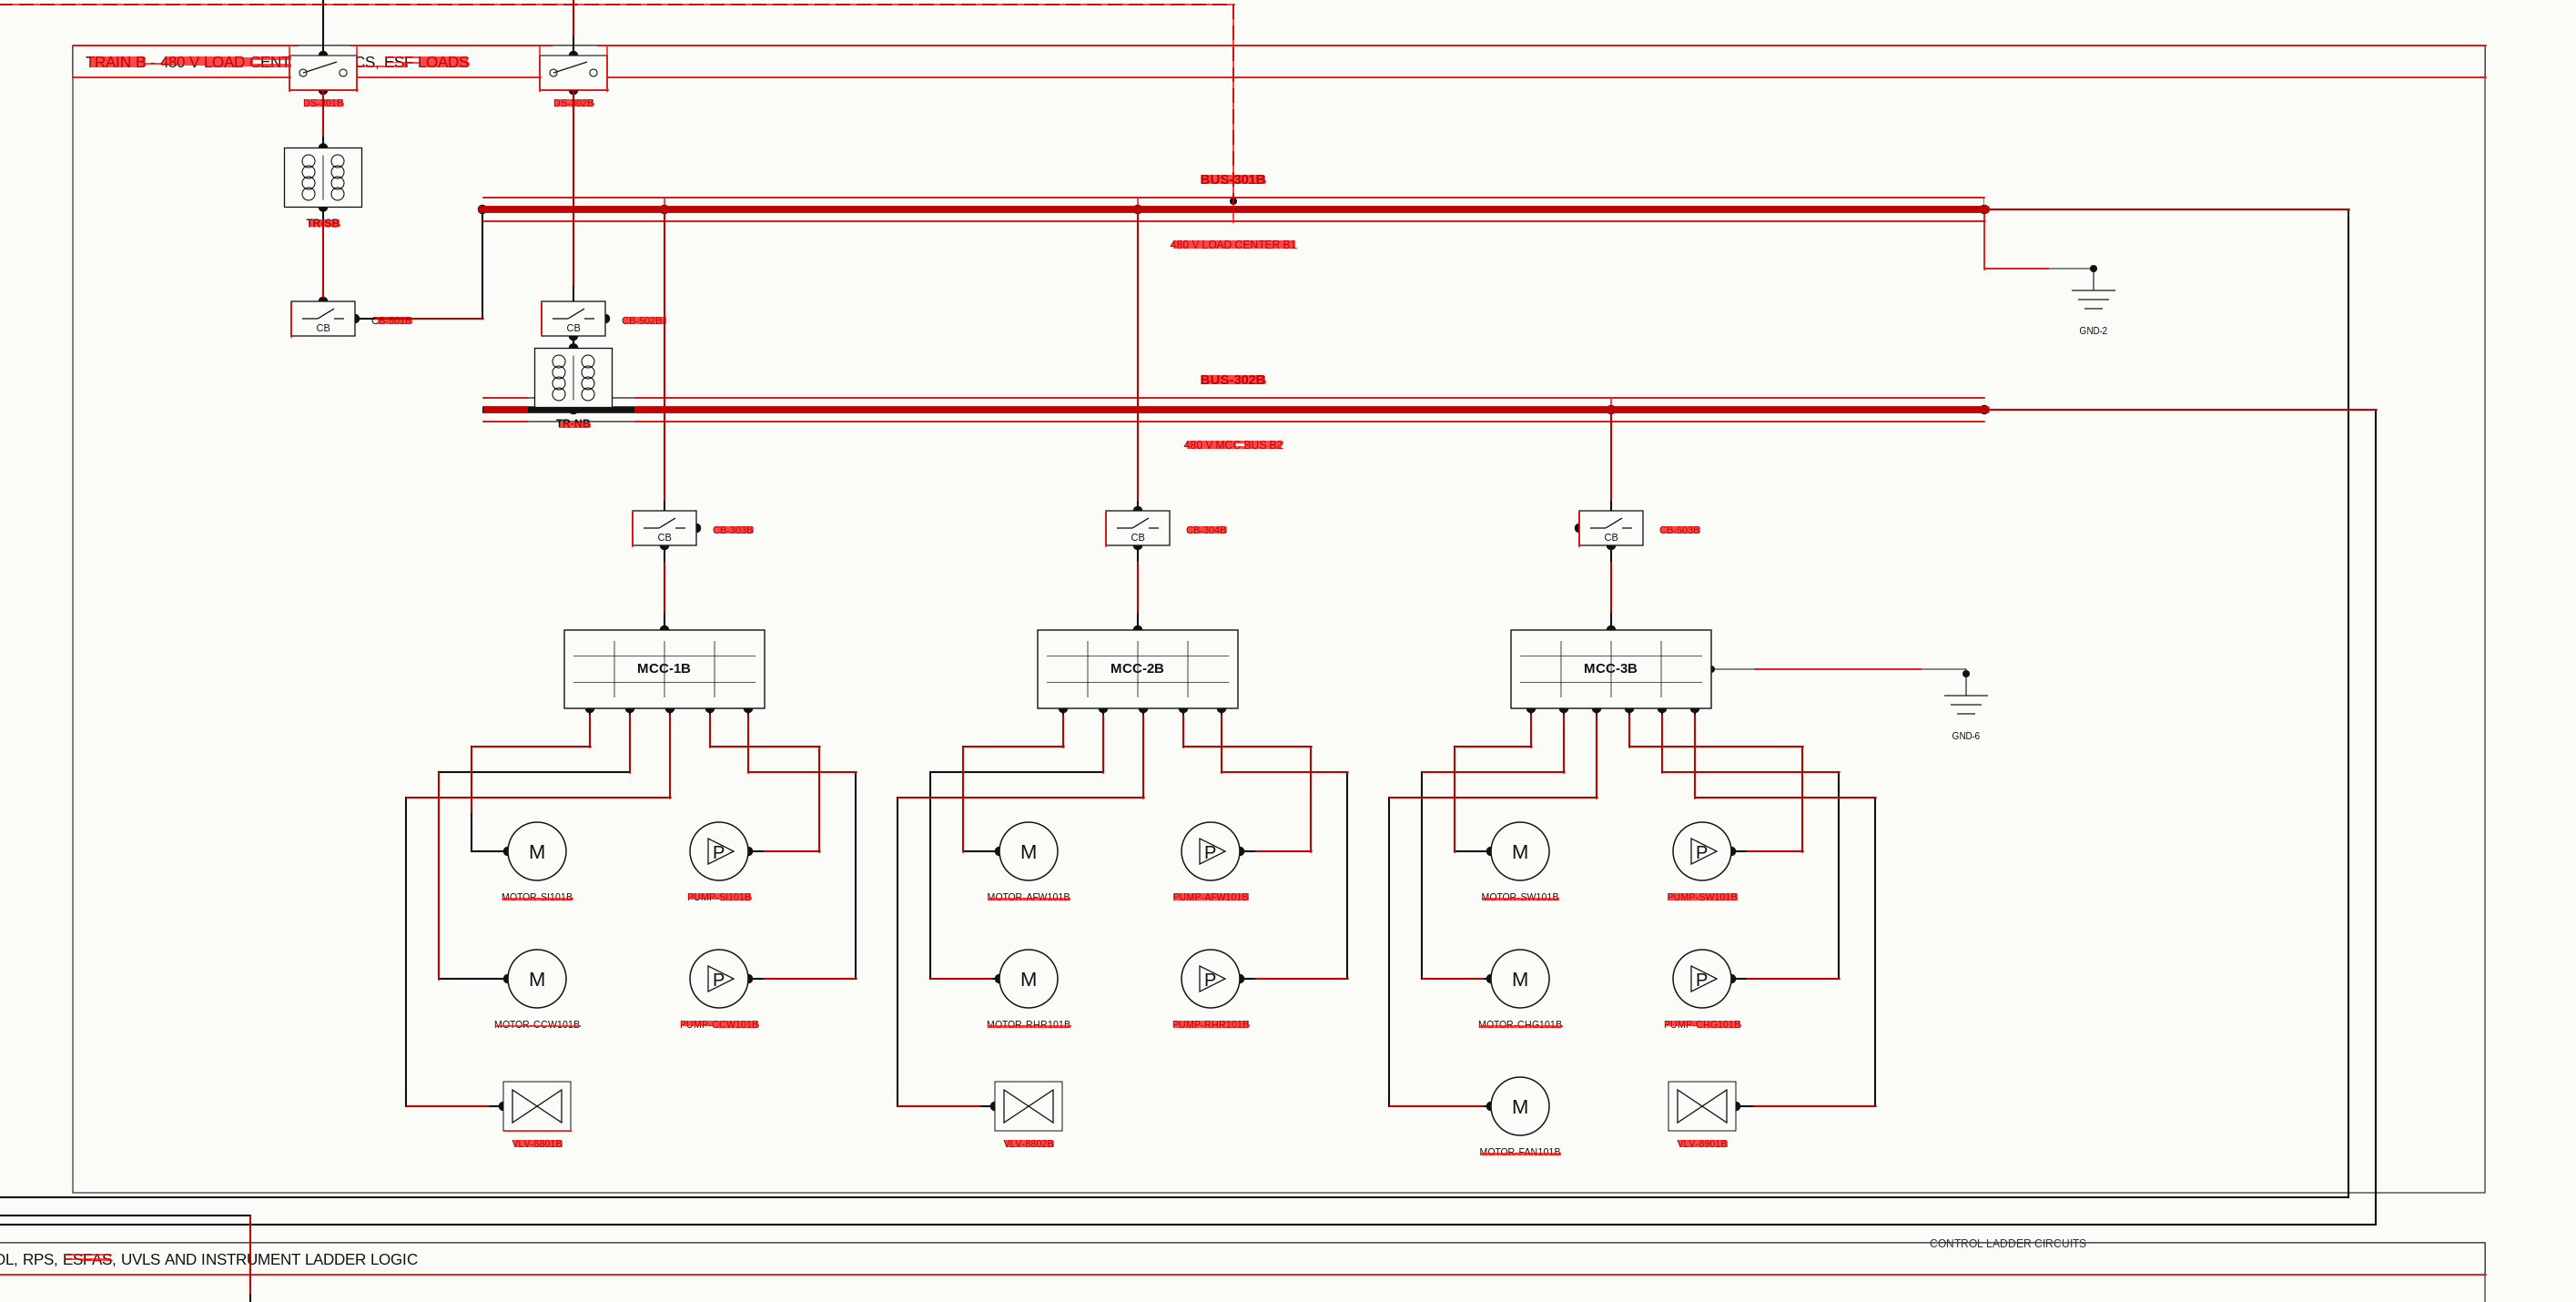 TRAIN B - 480 V LOAD CENT CS, ESF LOADS
DS-301B
DS-302B
BUS-301B
TR-SB
480 V LOAD CENTER B1
CB
CB-501B
CB
CB-502B
GND-2
BUS-302B
TR-NB
480 V MCC BUS B2
CB
CB-303B
CB
CB-304B
CB
CB-503B
MCC-1B
MCC-2B
MCC-3B
GND-6
M
P
M
P
M
P
MOTOR-SI101B
PUMP-SI101B
MOTOR-AFW101B
PUMP-AFW101B
MOTOR-SW101B
PUMP-SW101B
M
P
M
P
M
P
MOTOR-CCW101B
PUMP-CCW101B
MOTOR-RHR101B
PUMP-RHR101B
MOTOR-CHG101B
PUMP-CHG101B
M
VLV-8801B
VLV-8802B
MOTOR-FAN101B
VLV-8901B
CONTROL LADDER CIRCUITS
OL, RPS, ESFAS, UVLS AND INSTRUMENT LADDER LOGIC